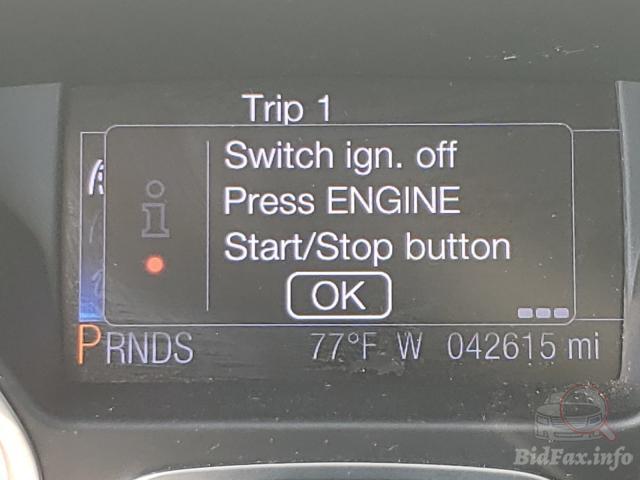 Trip 1
Switch ign. off
Press ENGINE
Start/Stop button
OK
PRNDS 77°F W 042615 mi
BidFax.info